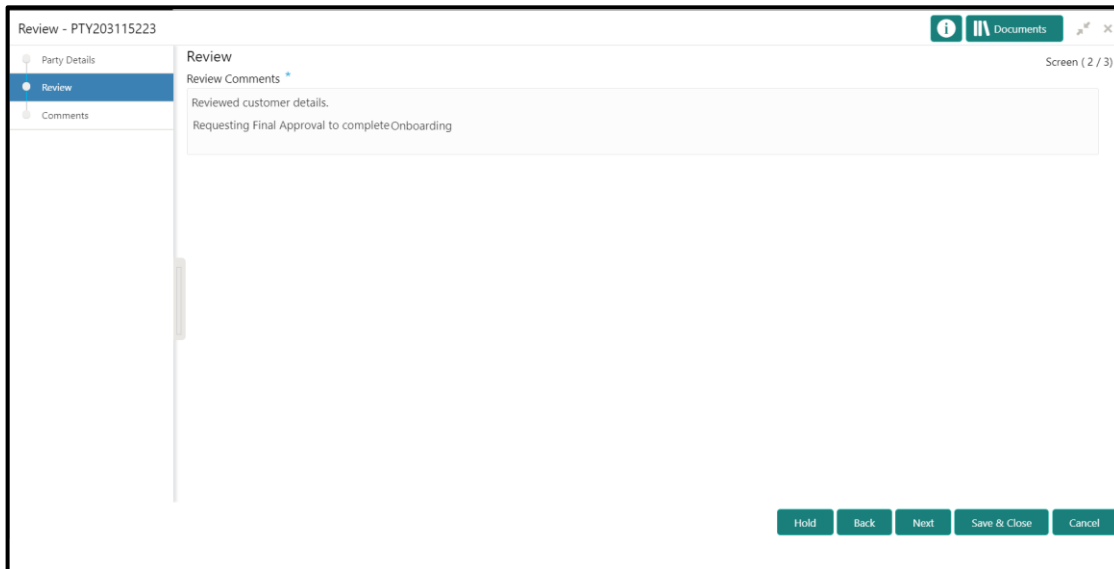 Review - PTY203115223
Documents
Party Details
Review
Comments
Review
Screen ( 2 / 3)
Review Comments *
Reviewed customer details.
Requesting Final Approval to complete Onboarding
Hold
Back
Next
Save & Close
Cancel